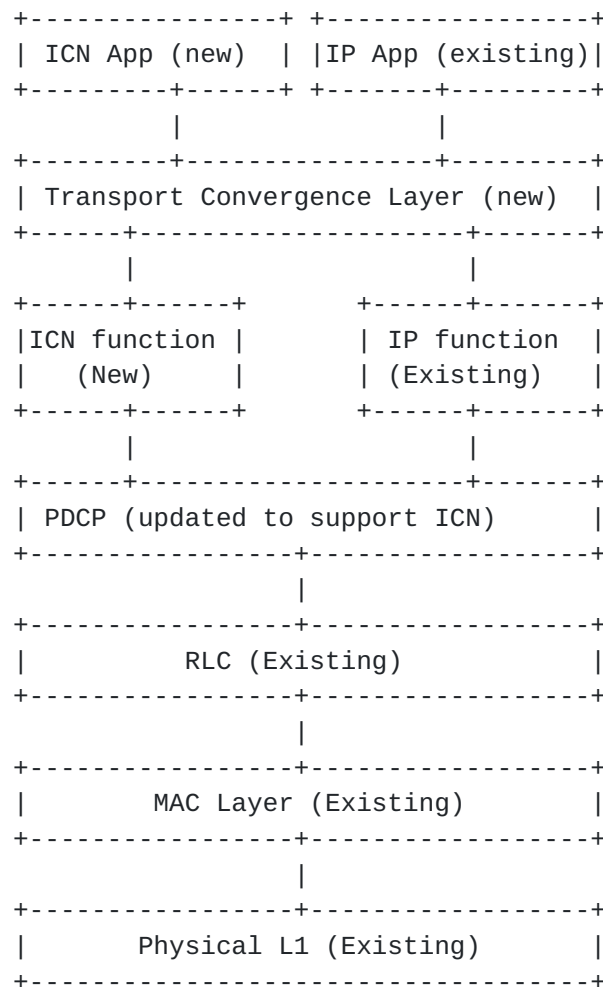 ICN App (new) IP App (existing)
Transport Convergence Layer (new)
ICN function IP function
(New) (Existing)
PDCP (updated to support ICN)
RLC (Existing)
MAC Layer (Existing)
Physical L1 (Existing)